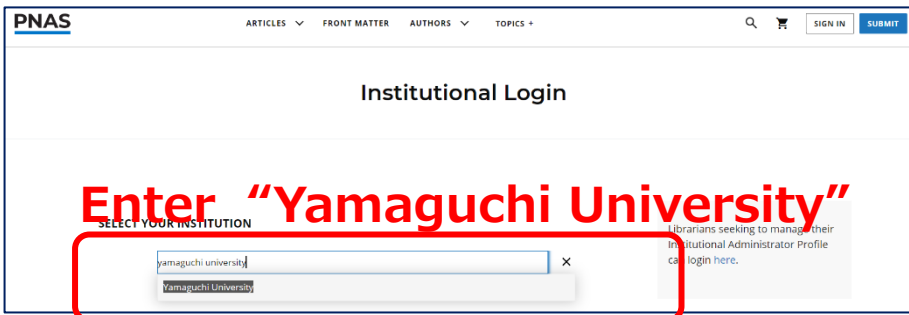 PNAS
ARTICLES FRONT MATTER AUTHORS TOPICS +
SIGN IN
SUBMIT
Institutional Login
Enter “Yamaguchi University”
SELECT YOUR INSTITUTION
yamaguchi university
Yamaguchi University
Librarians seeking to manage their
Institutional Administrator Profile
can login here.